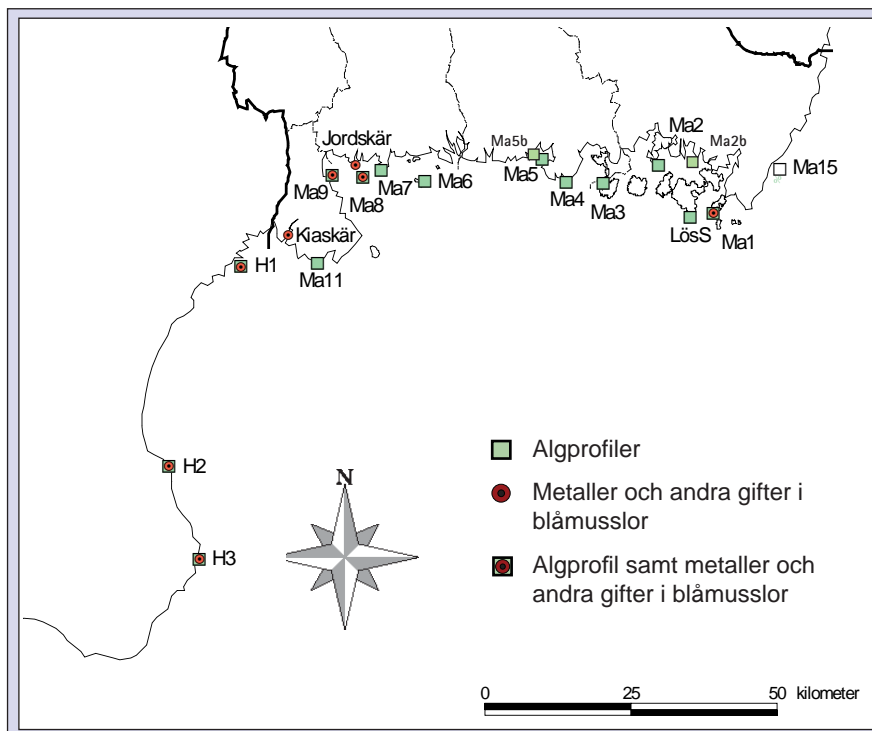 Ma2
Ma5b
Ma2b
Jordskär
Ma5
Ma15
Ma9
Ma7
Ma6
Ma8
Ma4
Ma3
Kiaskär
LösS
Ma1
H1
Ma11
Algprofiler
H2
N
Metaller och andra gifter i
blåmusslor
H3
Algprofil samt metaller och
andra gifter i blåmusslor
0 25 50 kilometer